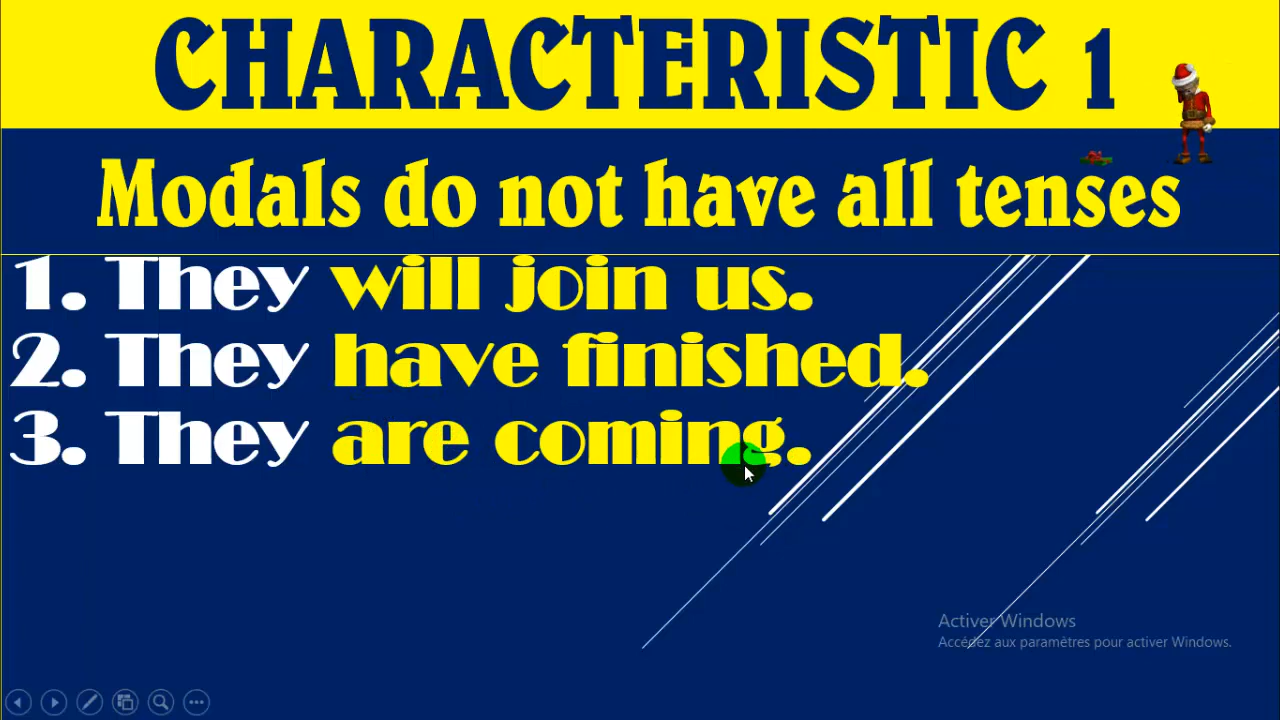 CHARACTERISTIC 1
Modals do not have all tenses
1. They will join us.
2. They have finished.
3. They are coming.
Activer Windows
Accédez aux paramètres pour activer Windows.